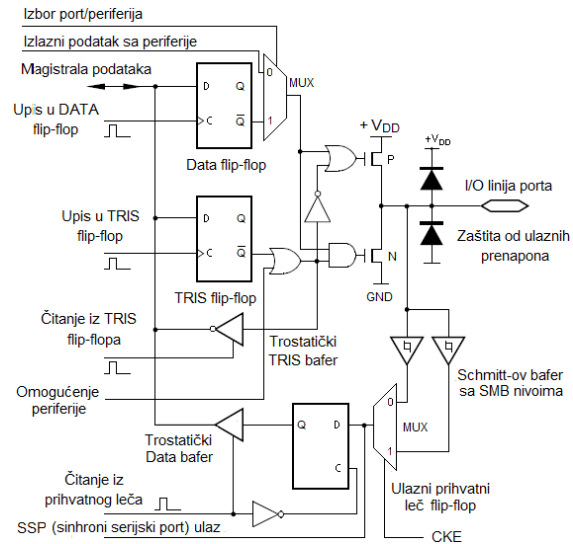 Izbor port/periferija
Izlazni podatak sa periferije
Magistrala podataka
0
MUX
1
D
Q
C
Q
Upis u DATA
flip-flop
Data flip-flop
+ VDD
P
+VDD
I/O linija porta
Upis u TRIS
flip-flop
D
Q
C
Q
TRIS flip-flop
N
GND
Zaštita od ulaznih
prenapona
Čitanje iz TRIS
flip-flopa
Trostatički
TRIS bafer
Omogućenje
periferije
Schmitt-ov bafer
sa SMB nivoima
Trostatički
Data bafer
Q
D
C
0
MUX
1
Čitanje iz
prihvatnog leča
Ulazni prihvatni
leč flip-flop
SSP (sinhroni serijski port) ulaz
CKE